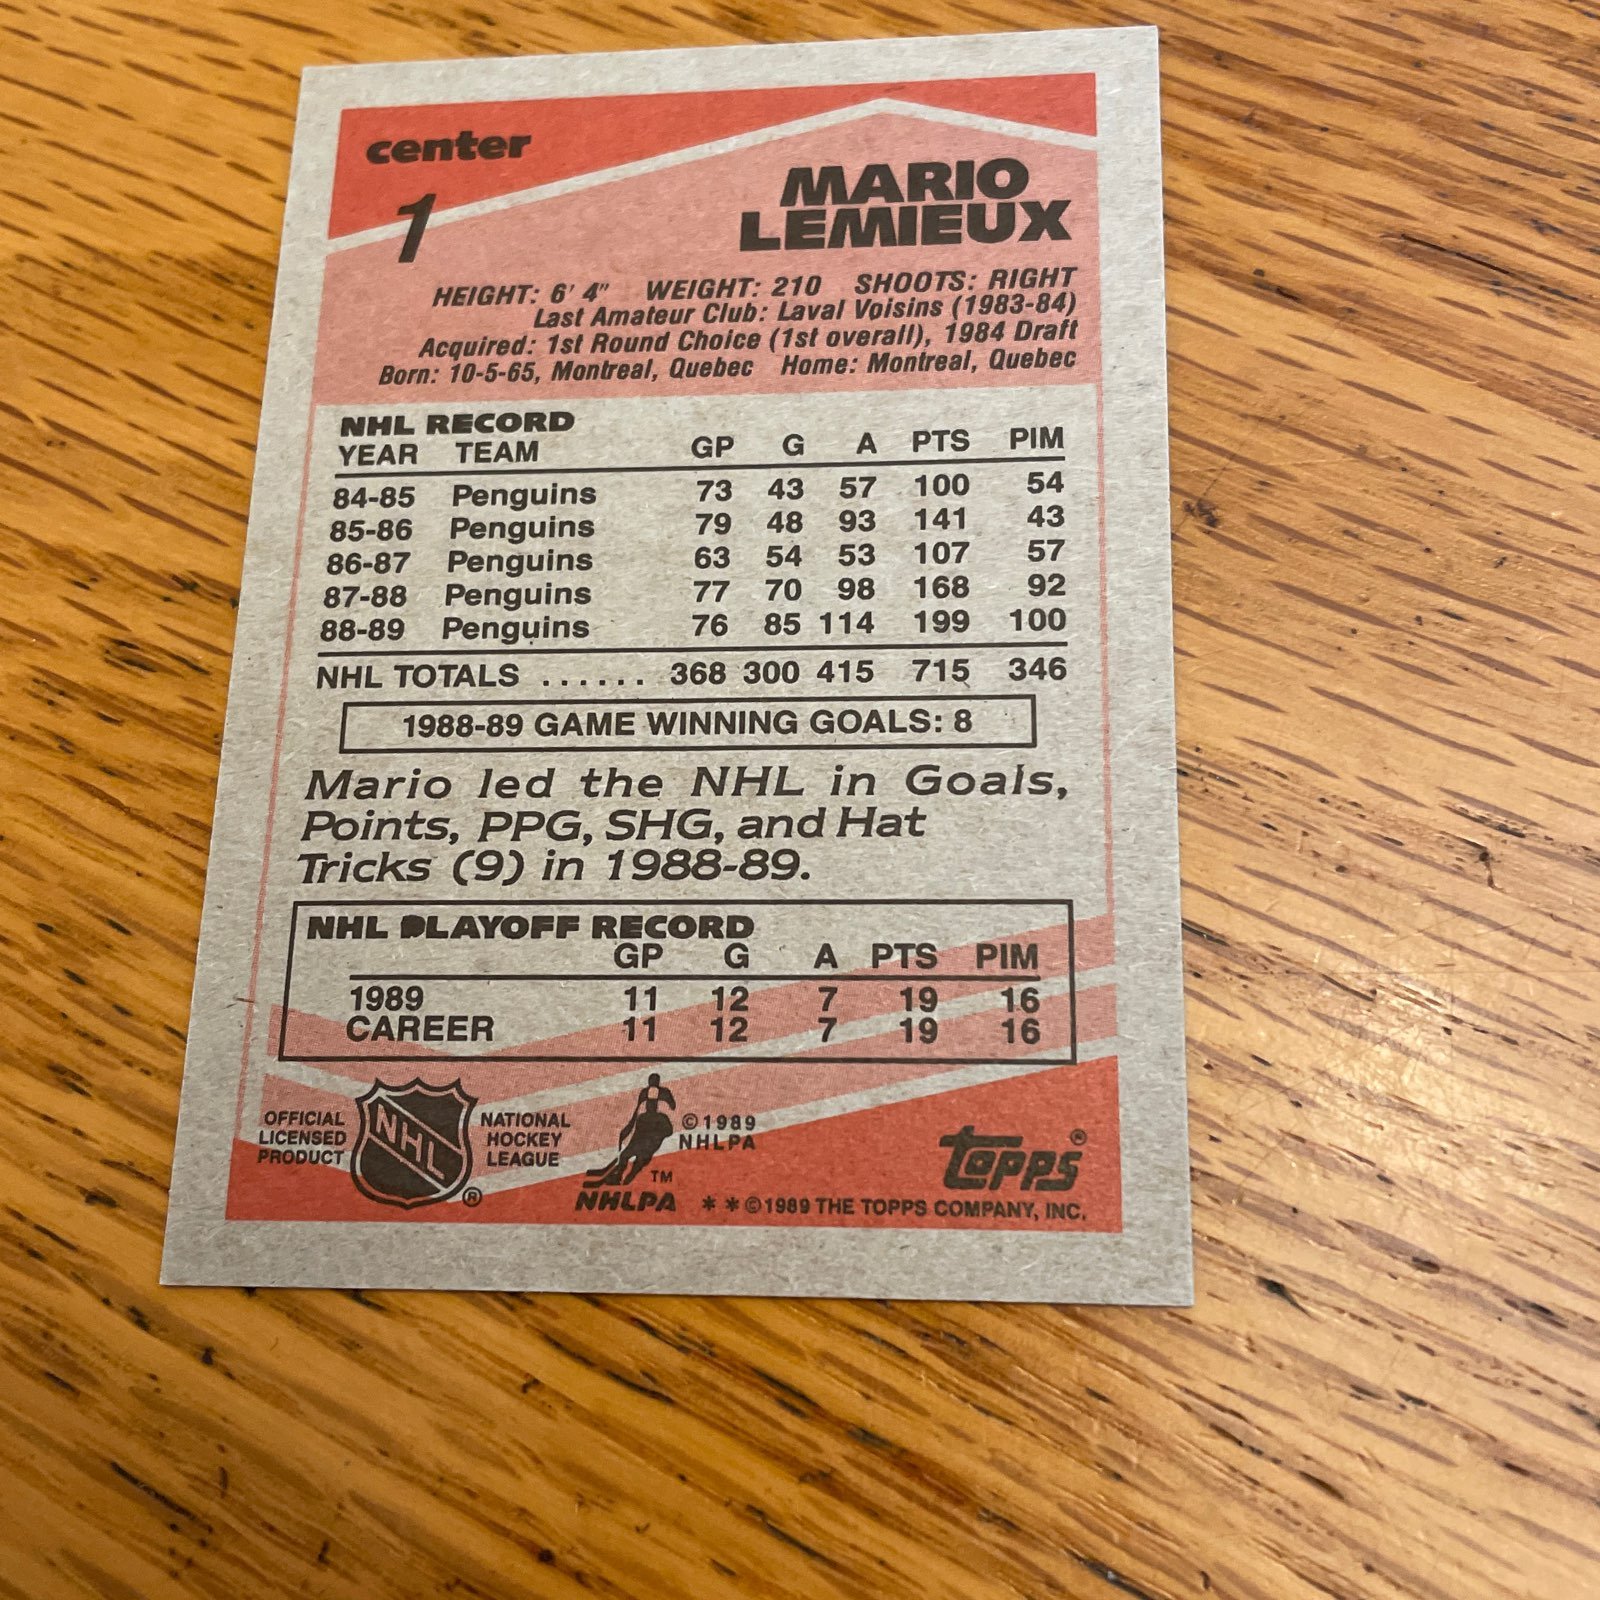 center
1
MARIO
LEMIEUX
HEIGHT: 6' 4" WEIGHT: 210 SHOOTS: RIGHT
Last Amateur Club: Laval Voisins (1983-84)
Acquired: 1st Round Choice (1st overall), 1984 Draft
Born: 10-5-65, Montreal, Quebec Home: Montreal, Quebec
NHL RECORD
YEAR TEAM GP G A PTS PIM
84-85 Penguins 73 43 57 100 54
85-86 Penguins 79 48 93 141 43
86-87 Penguins 63 54 53 107 57
87-88 Penguins 77 70 98 168 92
88-89 Penguins 76 85 114 199 100
NHL TOTALS ...... 368 300 415 715 346
1988-89 GAME WINNING GOALS: 8
Mario led the NHL in Goals,
Points, PPG, SHG, and Hat
Tricks (9) in 1988-89.
NHL PLAYOFF RECORD
GP G A PTS PIM
1989 11 12 7 19 16
CAREER 11 12 7 19 16
OFFICIAL
LICENSED
PRODUCT
NHL ®
NATIONAL
HOCKEY
LEAGUE
TM
NHLPA
©1989
NHLPA
topps ®
* * ©1989 THE TOPPS COMPANY, INC.